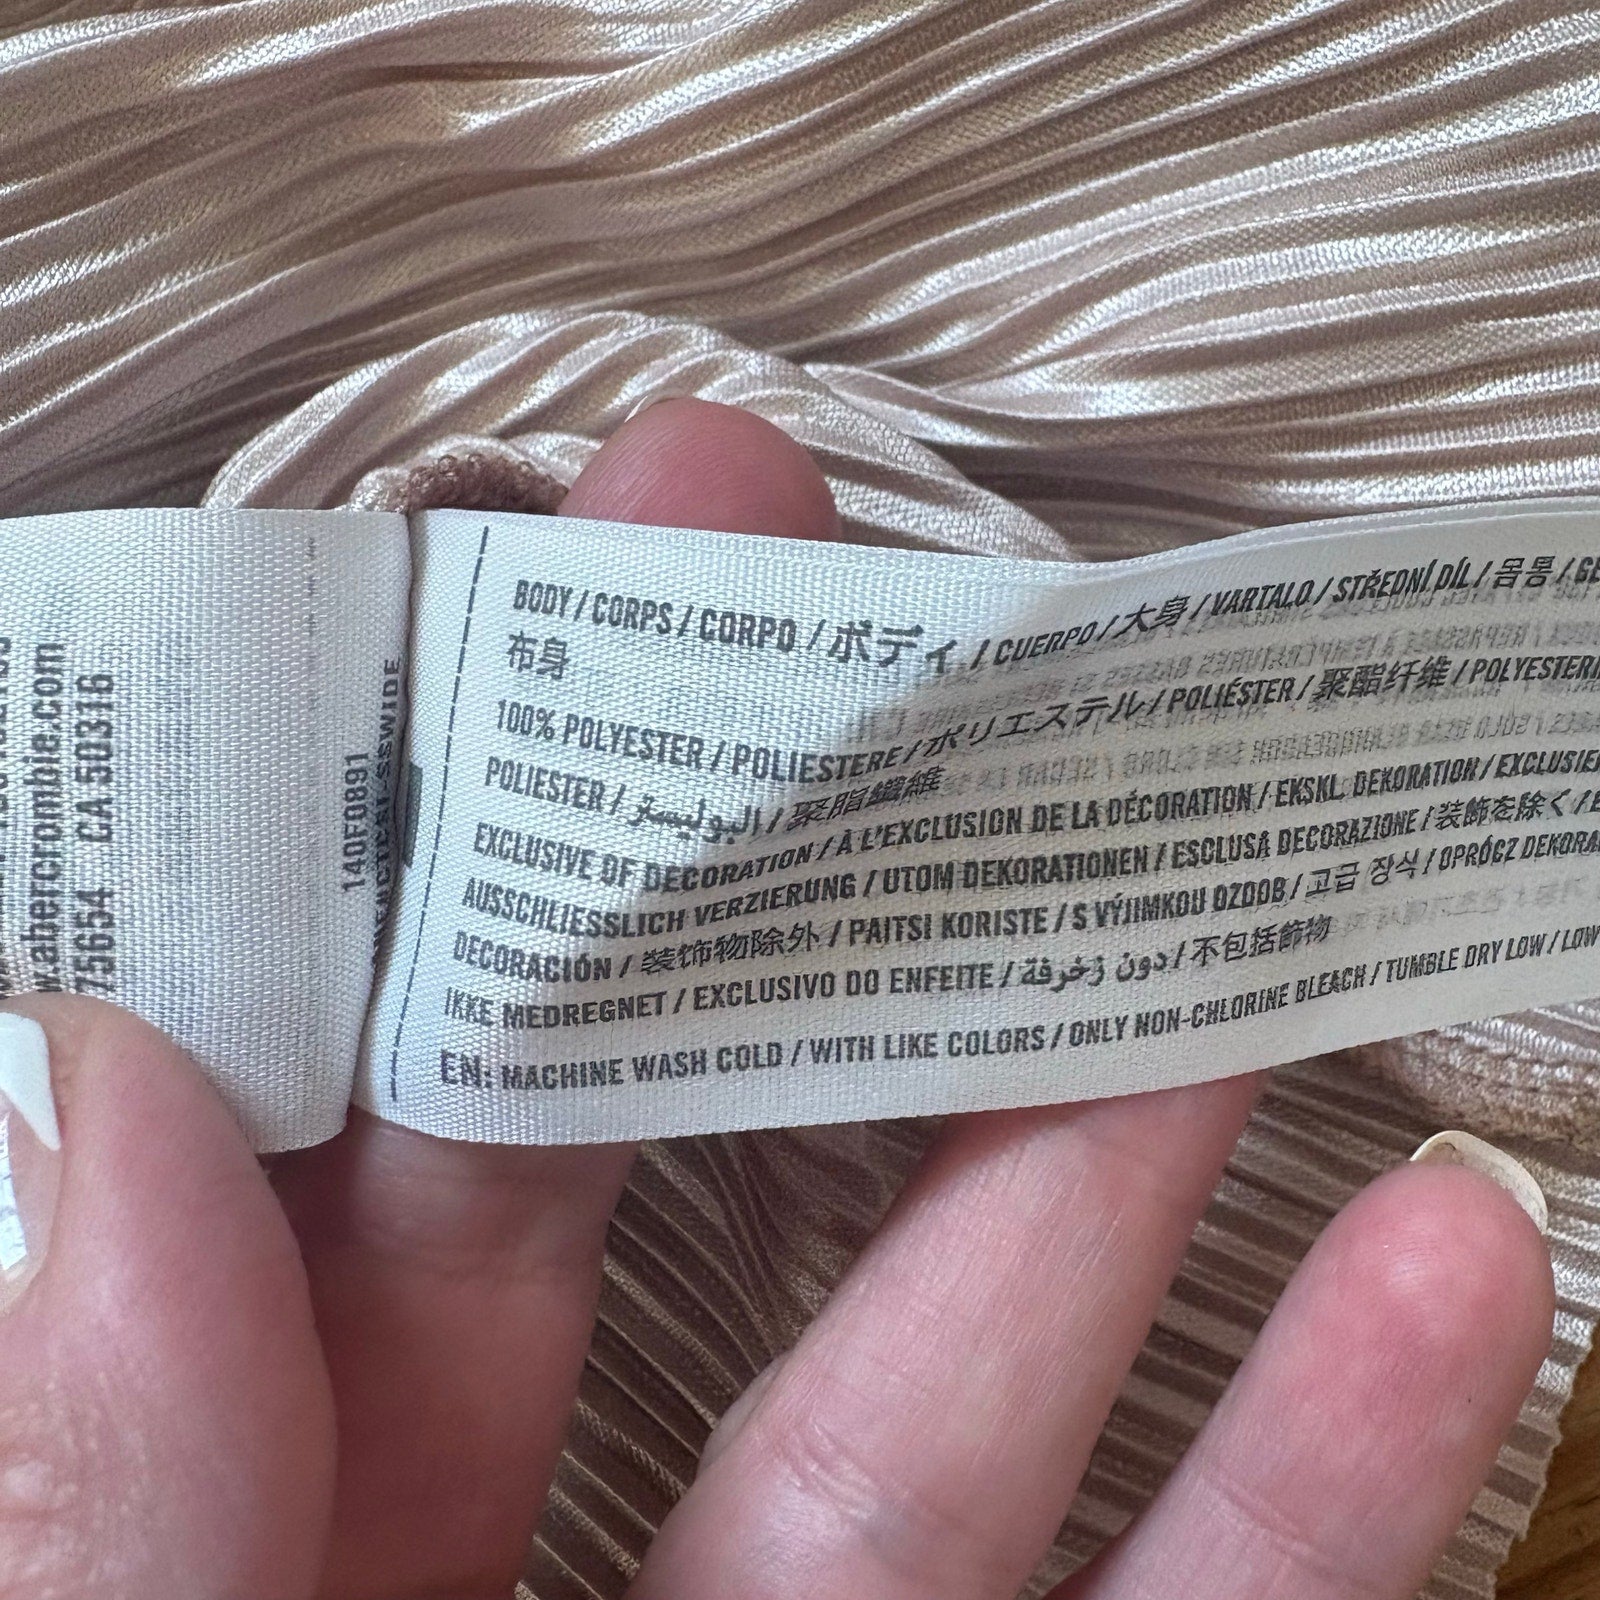 w.abercrombie.com
75654 CA 50316
140F0891
BODY / CORPS / CORPO / ボディ / CUERPO / 大身 / VARTALO / STŘEDNÍ DÍL / 몸통 /
布身
100% POLYESTER / POLIESTERE / ポリエステル / POLIÉSTER / 聚酯纤维 /
POLIESTER / البوليستر / 聚脂纖維
EXCLUSIVE OF DECORATION / À L'EXCLUSION DE LA DÉCORATION / EKSKL. DEKORATION /
AUSSCHLIESSLICH VERZIERUNG / UTOM DEKORATIONEN / ESCLUSA DECORAZIONE / 装飾を除く /
DECORACIÓN / 装饰物除外 / PAITSI KORISTE / S VÝJIMKOU OZDOB / 고급 장식 / OPRÓCZ
IKKE MEDREGNET / EXCLUSIVO DO ENFEITE / دون زخرفة / 不包括飾物
EN: MACHINE WASH COLD / WITH LIKE COLORS / ONLY NON-CHLORINE BLEACH / TUMBLE DRY LOW / LOW